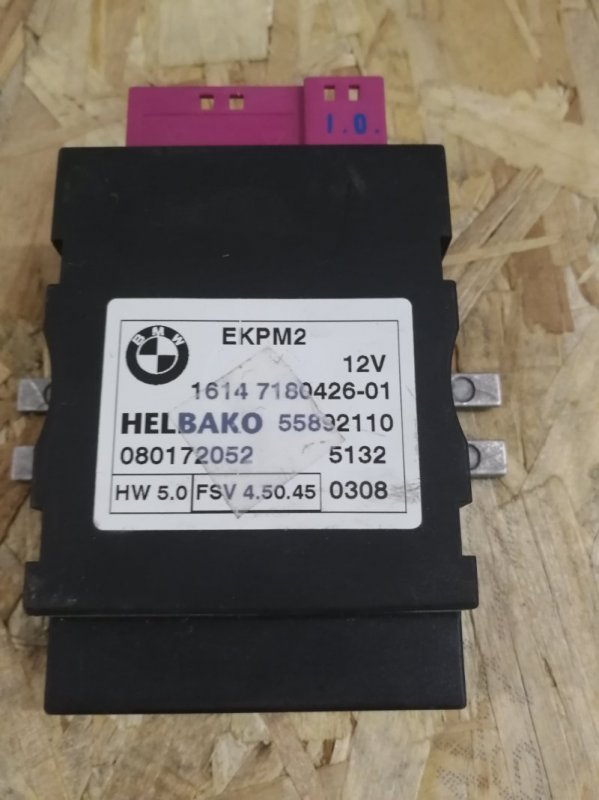 I.O.
BMW
EKPM2
12V
1614 7180426-01
HELBAKO 55892110
080172052 5132
HW 5.0 FSV 4.50.45 0308